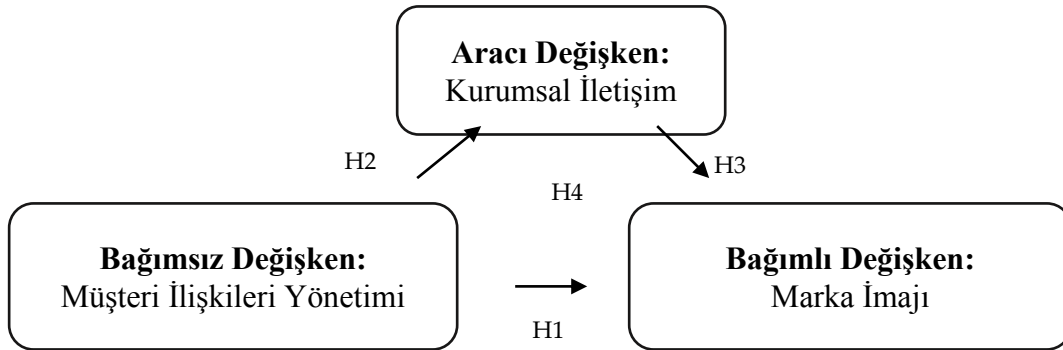 Aracı Değişken:
Kurumsal İletişim
H2
H3
H4
Bağımsız Değişken:
Müşteri İlişkileri Yönetimi
Bağımlı Değişken:
Marka İmajı
H1